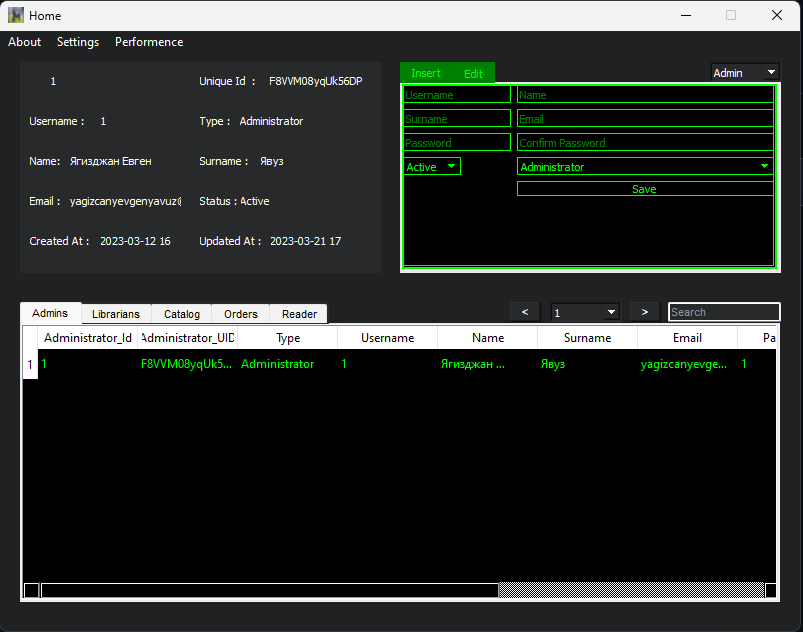 Home
About Settings Performence
1 Unique Id : F8VVM08yqUk56DP
Username : 1 Type : Administrator
Name: Ягизджан Евген Surname : Явуз
Email : yagizcanyevgenyavuz@ Status : Active
Created At : 2023-03-12 16 Updated At : 2023-03-21 17
Insert Edit Admin
Username Name
Surname Email
Password Confirm Password
Active Administrator
Save
Admins Librarians Catalog Orders Reader < 1 > Search
Administrator_Id Administrator_UID Type Username Name Surname Email Pa
1 1 F8VVM08yqUk5... Administrator 1 Ягизджан ... Явуз yagizcanyevge... 1